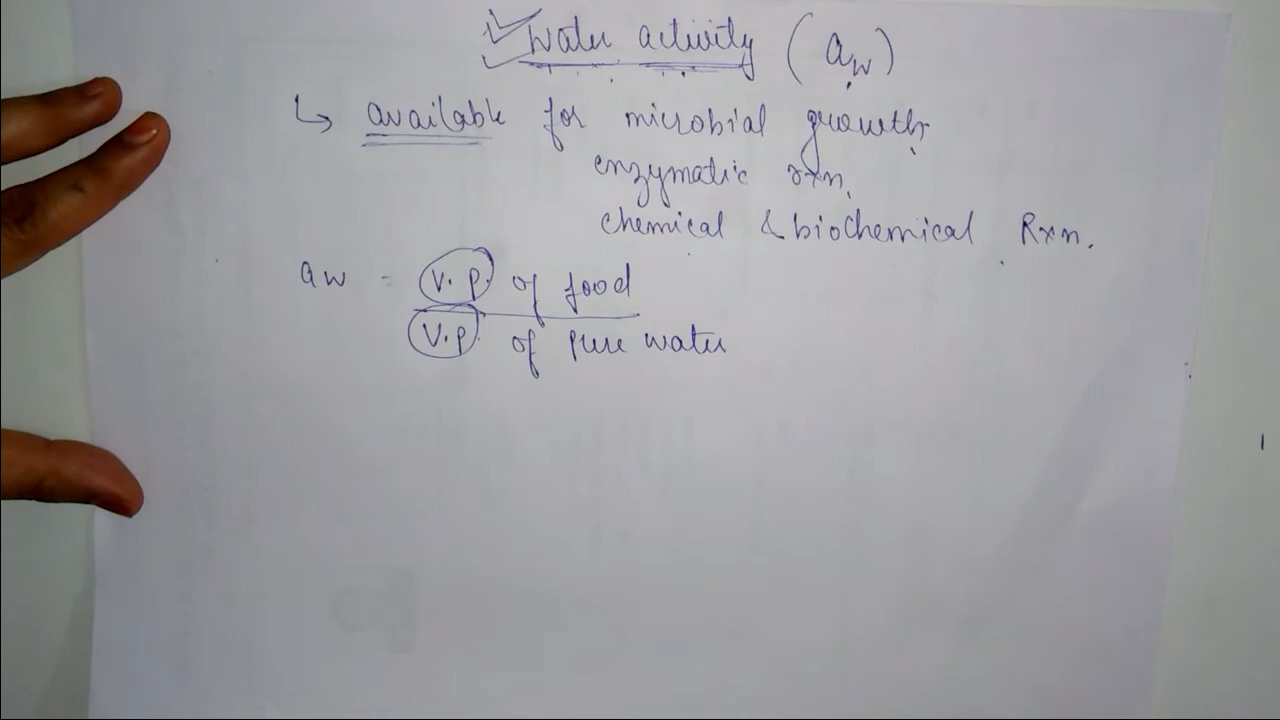 Water activity (aw)
↳ available for microbial growth
enzymatic rxn.
chemical & biochemical Rxn.
aw = V.P. of food
V.P. of pure water